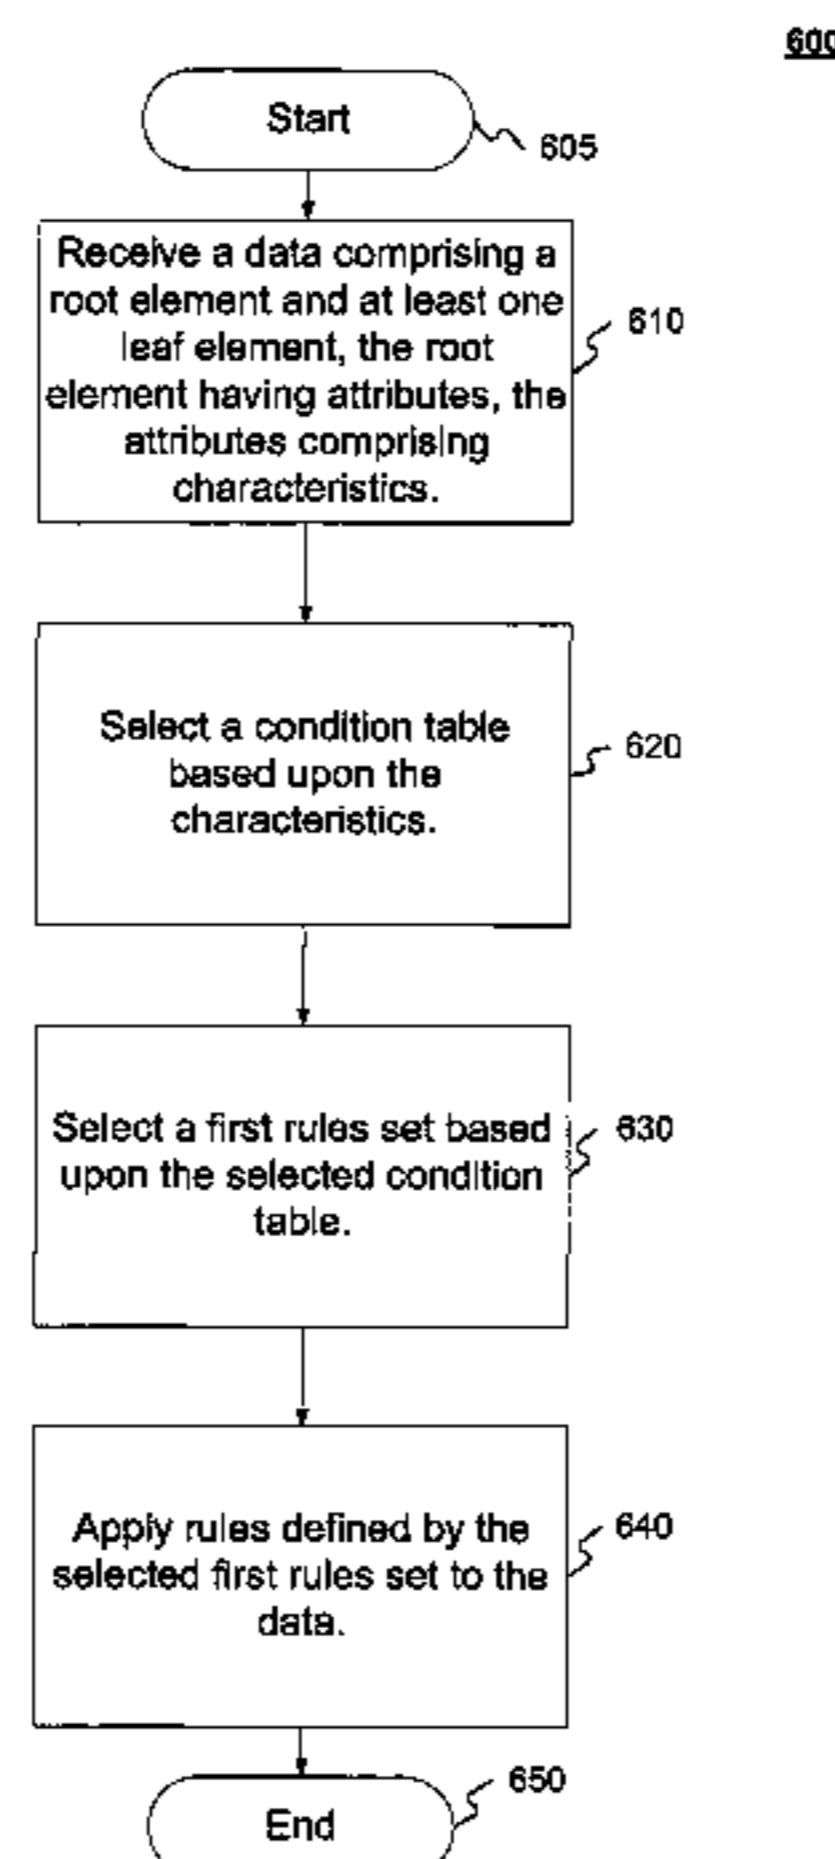 600
Start
605
Receive a data comprising a
root element and at least one
leaf element, the root
element having attributes, the
attributes comprising
characteristics.
610
Select a condition table
based upon the
characteristics.
620
Select a first rules set based
upon the selected condition
table.
630
Apply rules defined by the
selected first rules set to the
data.
640
650
End